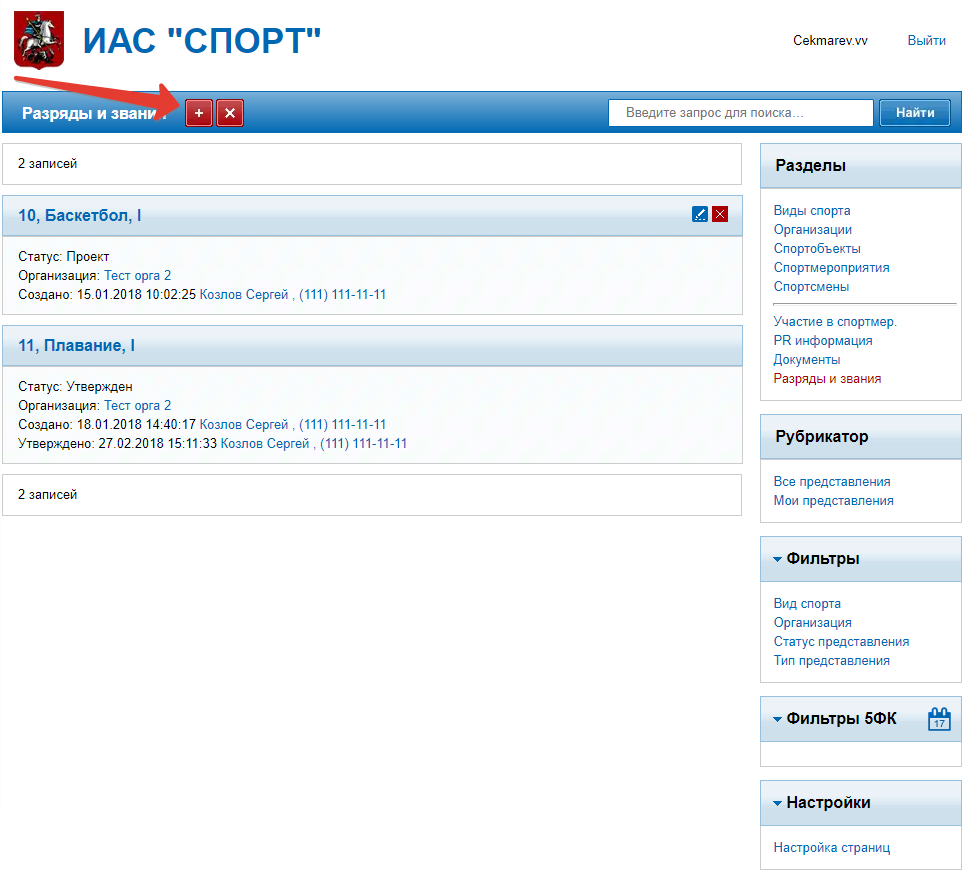 ИАС "СПОРТ"
Cekmarev.vv
Выйти
Разряды и звания
Введите запрос для поиска...
Найти
2 записей
10, Баскетбол, I
Статус: Проект
Организация: Тест орга 2
Создано: 15.01.2018 10:02:25 Козлов Сергей , (111) 111-11-11
11, Плавание, I
Статус: Утвержден
Организация: Тест орга 2
Создано: 18.01.2018 14:40:17 Козлов Сергей , (111) 111-11-11
Утверждено: 27.02.2018 15:11:33 Козлов Сергей , (111) 111-11-11
2 записей
Разделы
Виды спорта
Организации
Спортобъекты
Спортмероприятия
Спортсмены
Участие в спортмер.
PR информация
Документы
Разряды и звания
Рубрикатор
Все представления
Мои представления
Фильтры
Вид спорта
Организация
Статус представления
Тип представления
Фильтры 5ФК
17
Настройки
Настройка страниц